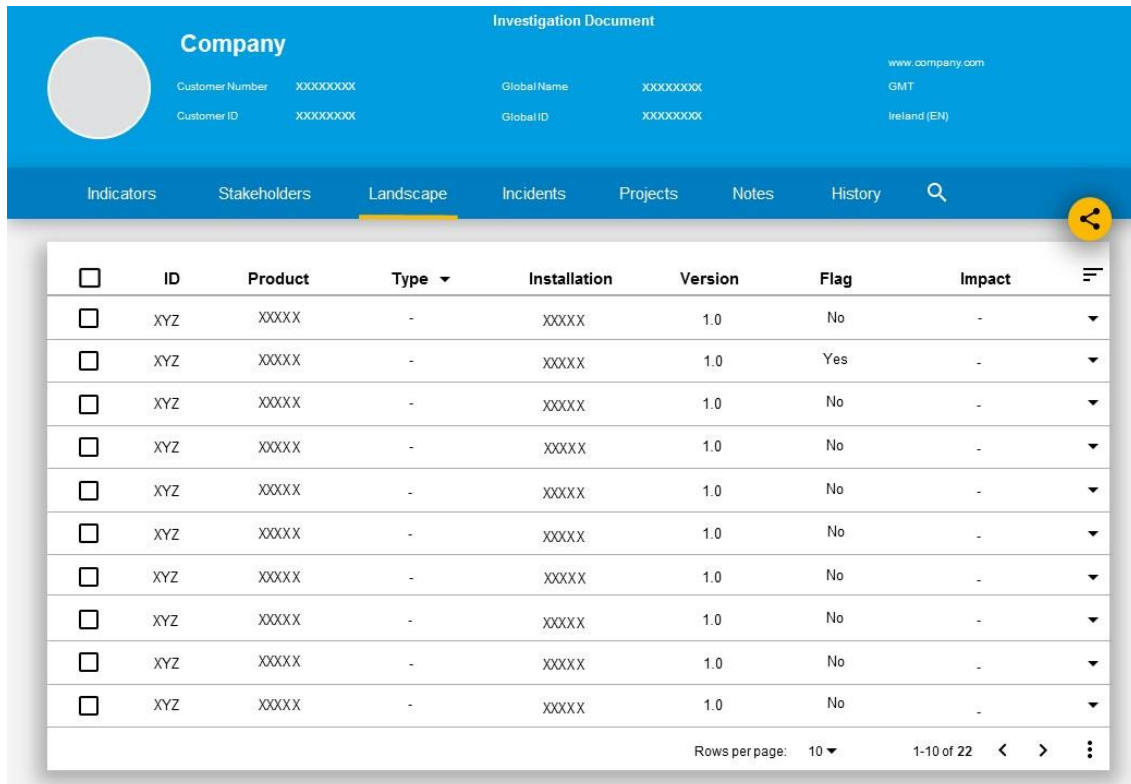 Investigation Document
Company
www.company.com
Customer Number XXXXXXXX Global Name XXXXXXXX GMT
Customer ID XXXXXXXX Global ID XXXXXXXX Ireland (EN)
Indicators Stakeholders Landscape Incidents Projects Notes History
ID Product Type Installation Version Flag Impact
XYZ XXXXX - XXXXX 1.0 No -
XYZ XXXXX - XXXXX 1.0 Yes -
XYZ XXXXX - XXXXX 1.0 No -
XYZ XXXXX - XXXXX 1.0 No -
XYZ XXXXX - XXXXX 1.0 No -
XYZ XXXXX - XXXXX 1.0 No -
XYZ XXXXX - XXXXX 1.0 No -
XYZ XXXXX - XXXXX 1.0 No -
XYZ XXXXX - XXXXX 1.0 No -
XYZ XXXXX - XXXXX 1.0 No -
Rows per page: 10 1-10 of 22